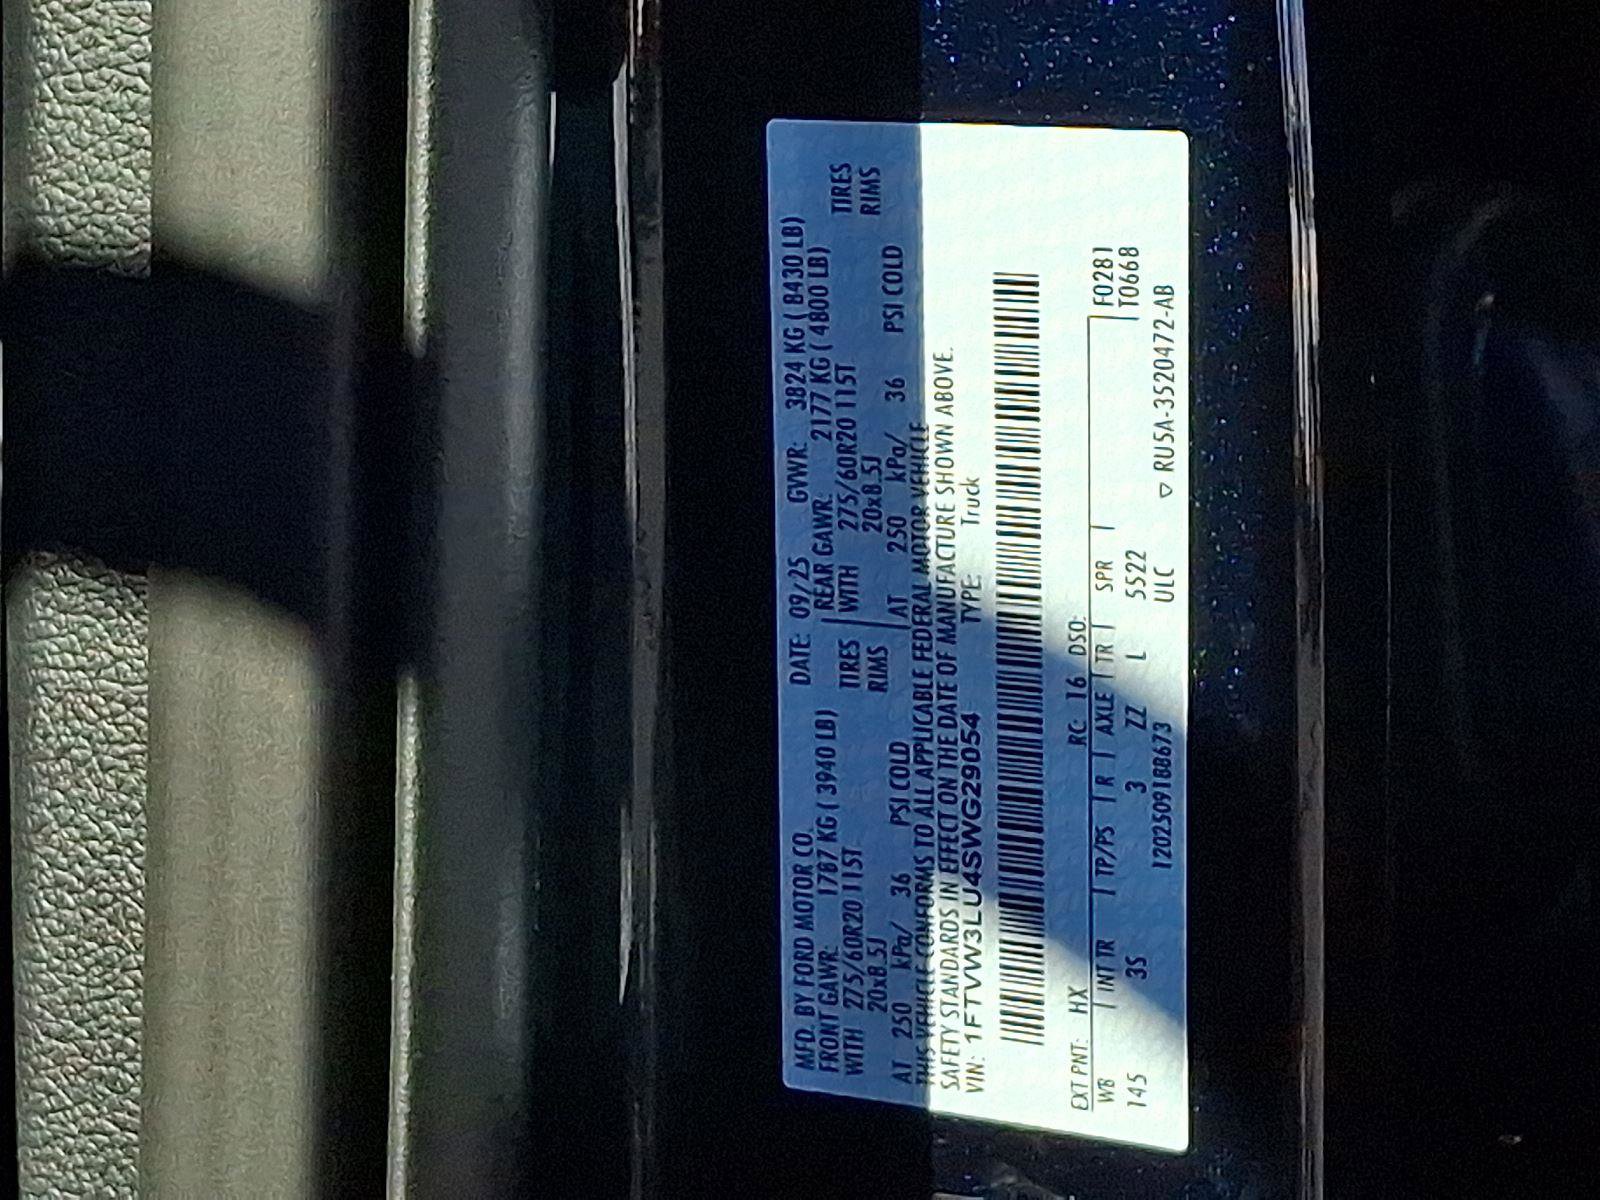 MFD. BY FORD MOTOR CO. DATE: 09/25 GVWR: 3824 KG ( 8430 LB)
FRONT GAWR: 1787 KG ( 3940 LB) REAR GAWR: 2177 KG ( 4800 LB)
WITH 275/60R20 115T TIRES WITH 275/60R20 115T TIRES
20x8.5J RIMS 20x8.5J RIMS
AT 250 kPa/ 36 PSI COLD AT 250 kPa/ 36 PSI COLD
THIS VEHICLE CONFORMS TO ALL APPLICABLE FEDERAL MOTOR VEHICLE
SAFETY STANDARDS IN EFFECT ON THE DATE OF MANUFACTURE SHOWN ABOVE.
VIN: 1FTVW3LU4SWG29054 TYPE: Truck
EXT PNT: HX RC: 16 DSO:
WB INT TR TP/PS R AXLE TR SPR F0281
145 3S 3 ZZ L 5522 T0668
1202509188673 ULC ▽ RU5A-3520472-AB